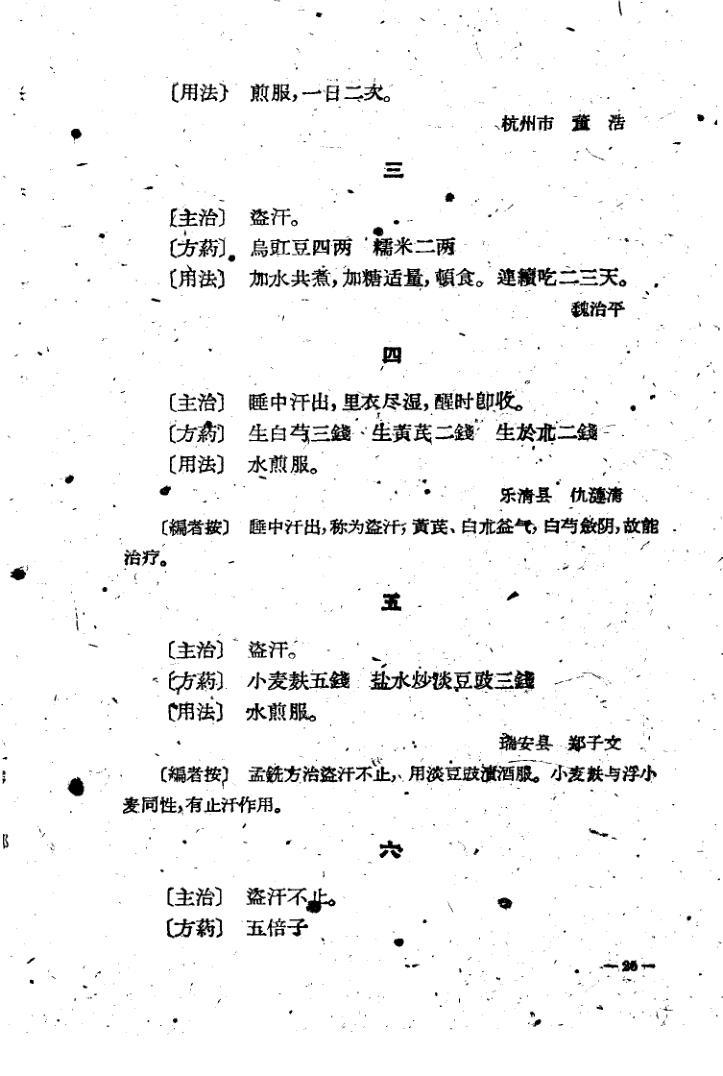 〔用法〕 煎服，一日二次。
杭州市 董 浩
三
〔主治〕 盗汗。
〔方葯〕 烏豇豆四两 糯米二两
〔用法〕 加水共煮，加糖适量，頓食。連續吃二三天。
魏治平
四
〔主治〕 睡中汗出，里衣尽湿，醒时卽收。
〔方葯〕 生白芍三錢 生黃芪二錢 生於朮二錢
〔用法〕 水煎服。
乐清县 仇漣清
〔編者按〕 睡中汗出，称为盗汗；黃芪、白朮益气，白芍斂阴，故能
治疗。
五
〔主治〕 盗汗。
〔方葯〕 小麦麩五錢 盐水炒淡豆豉三錢
〔用法〕 水煎服。
瑞安县 郑子文
〔編者按〕 孟銑方治盗汗不止，用淡豆豉漬酒服。小麦麩与浮小
麦同性，有止汗作用。
六
〔主治〕 盗汗不止。
〔方葯〕 五倍子
— 25 —